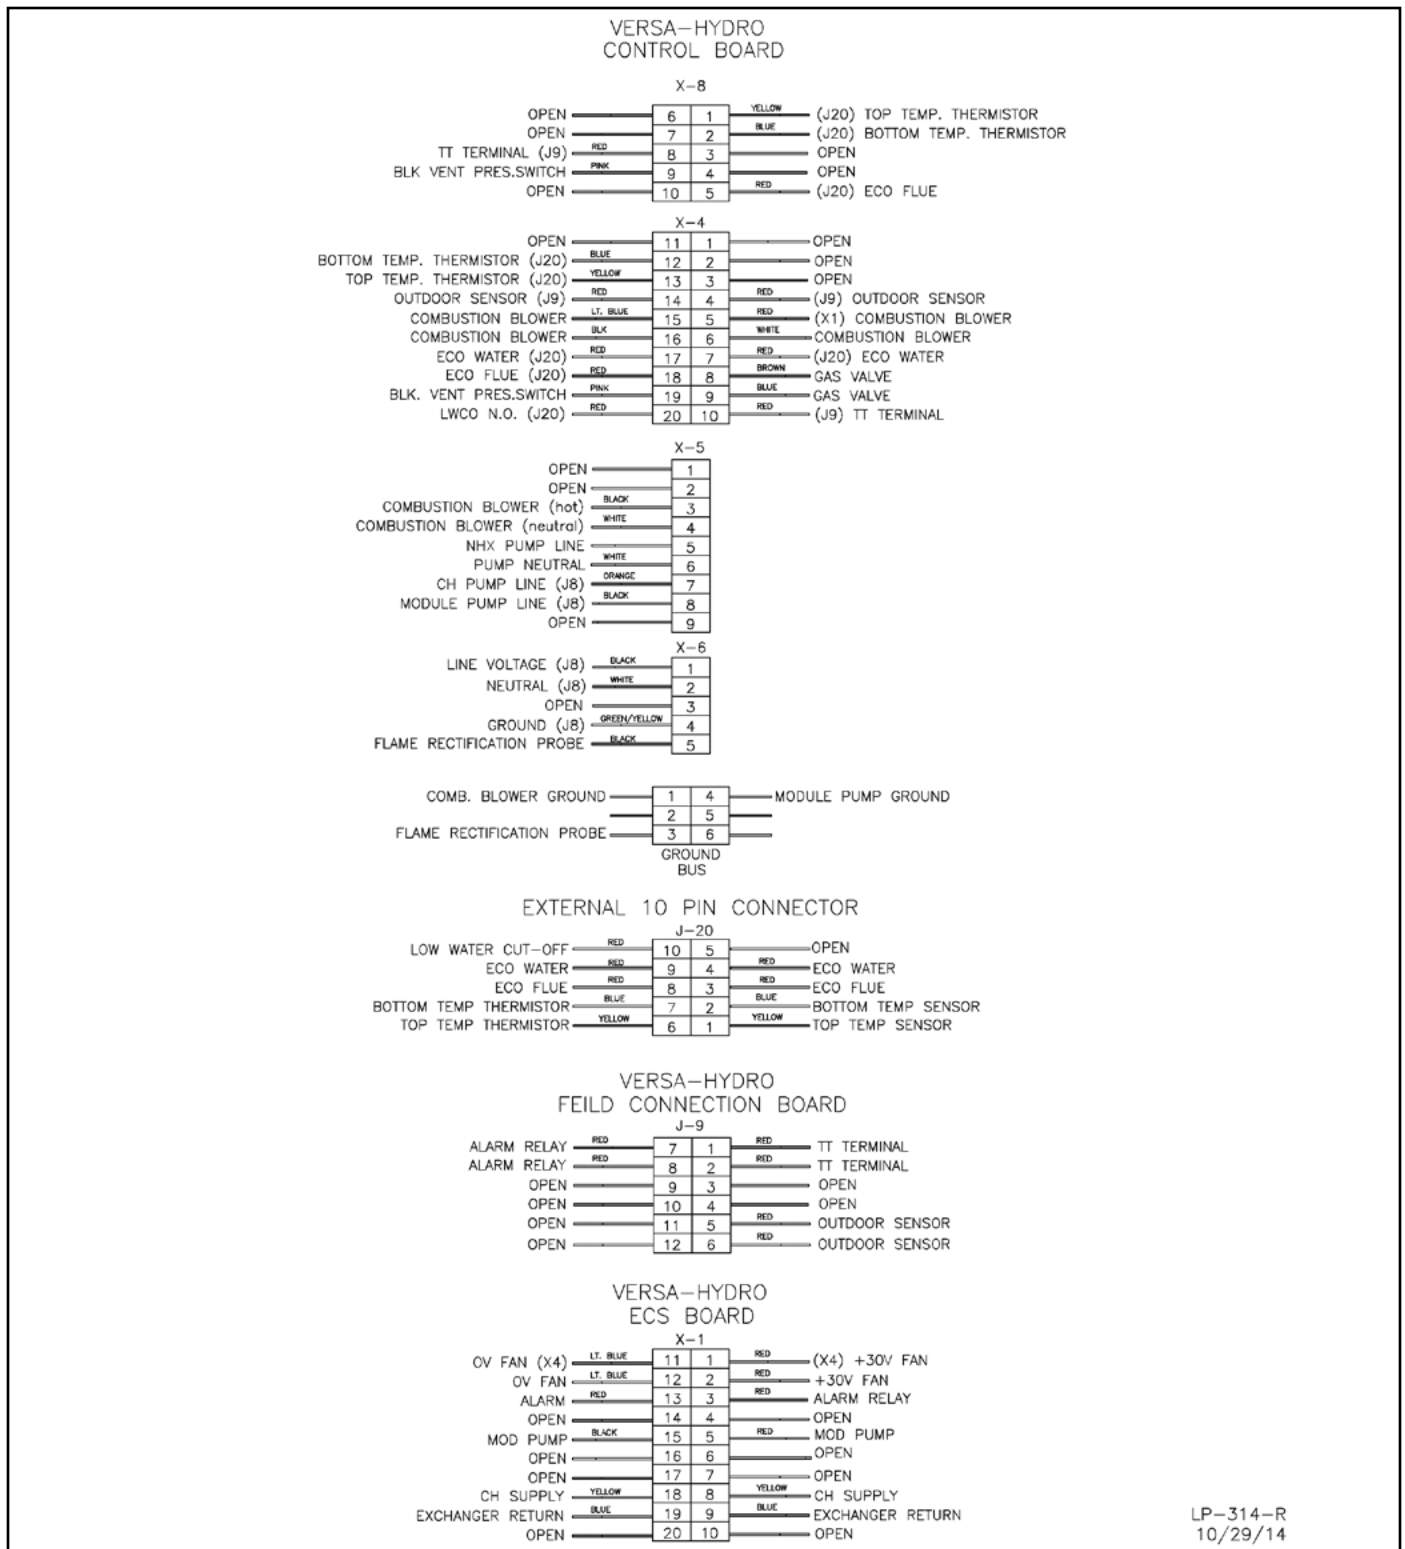 VERSA-HYDRO
CONTROL BOARD
X-8
OPEN 6 1 YELLOW (J20) TOP TEMP. THERMISTOR
OPEN 7 2 BLUE (J20) BOTTOM TEMP. THERMISTOR
TT TERMINAL (J9) RED 8 3 OPEN
BLK VENT PRES.SWITCH PINK 9 4 OPEN
OPEN 10 5 RED (J20) ECO FLUE
X-4
OPEN 11 1 OPEN
BOTTOM TEMP. THERMISTOR (J20) BLUE 12 2 OPEN
TOP TEMP. THERMISTOR (J20) YELLOW 13 3 OPEN
OUTDOOR SENSOR (J9) RED 14 4 RED (J9) OUTDOOR SENSOR
COMBUSTION BLOWER LT. BLUE 15 5 RED (X1) COMBUSTION BLOWER
COMBUSTION BLOWER BLK 16 6 WHITE COMBUSTION BLOWER
ECO WATER (J20) RED 17 7 RED (J20) ECO WATER
ECO FLUE (J20) RED 18 8 BROWN GAS VALVE
BLK. VENT PRES.SWITCH PINK 19 9 BLUE GAS VALVE
LWCO N.O. (J20) RED 20 10 RED (J9) TT TERMINAL
X-5
OPEN 1
OPEN 2
COMBUSTION BLOWER (hot) BLACK 3
COMBUSTION BLOWER (neutral) WHITE 4
NHX PUMP LINE 5
PUMP NEUTRAL WHITE 6
CH PUMP LINE (J8) ORANGE 7
MODULE PUMP LINE (J8) BLACK 8
OPEN 9
X-6
LINE VOLTAGE (J8) BLACK 1
NEUTRAL (J8) WHITE 2
OPEN 3
GROUND (J8) GREEN/YELLOW 4
FLAME RECTIFICATION PROBE BLACK 5
COMB. BLOWER GROUND 1 4 MODULE PUMP GROUND
2 5
FLAME RECTIFICATION PROBE 3 6
GROUND
BUS
EXTERNAL 10 PIN CONNECTOR
J-20
LOW WATER CUT-OFF RED 10 5 OPEN
ECO WATER RED 9 4 RED ECO WATER
ECO FLUE RED 8 3 RED ECO FLUE
BOTTOM TEMP THERMISTOR BLUE 7 2 BLUE BOTTOM TEMP SENSOR
TOP TEMP THERMISTOR YELLOW 6 1 YELLOW TOP TEMP SENSOR
VERSA-HYDRO
FEILD CONNECTION BOARD
J-9
ALARM RELAY RED 7 1 RED TT TERMINAL
ALARM RELAY RED 8 2 RED TT TERMINAL
OPEN 9 3 OPEN
OPEN 10 4 OPEN
OPEN 11 5 RED OUTDOOR SENSOR
OPEN 12 6 RED OUTDOOR SENSOR
VERSA-HYDRO
ECS BOARD
X-1
OV FAN (X4) LT. BLUE 11 1 RED (X4) +30V FAN
OV FAN LT. BLUE 12 2 RED +30V FAN
ALARM RED 13 3 RED ALARM RELAY
OPEN 14 4 OPEN
MOD PUMP BLACK 15 5 RED MOD PUMP
OPEN 16 6 OPEN
OPEN 17 7 OPEN
CH SUPPLY YELLOW 18 8 YELLOW CH SUPPLY
EXCHANGER RETURN BLUE 19 9 BLUE EXCHANGER RETURN
OPEN 20 10 OPEN
LP-314-R
10/29/14